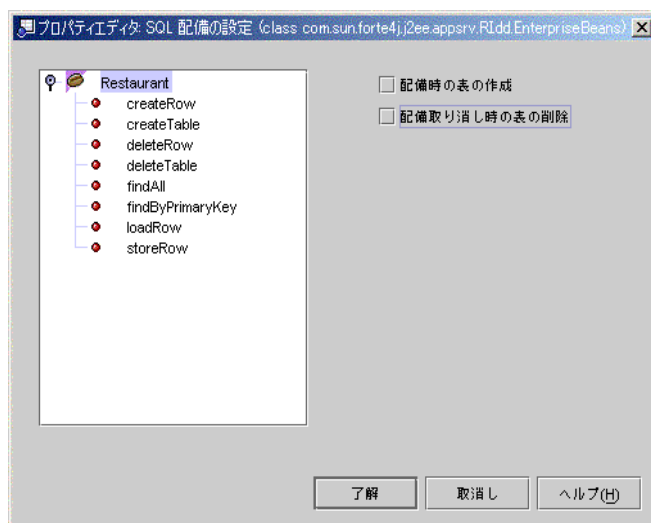 プロパティエディタ: SQL 配備の設定 (class com.sun.forte4j.j2ee.appsrv.RIdd.EnterpriseBeans)
Restaurant
createRow
createTable
deleteRow
deleteTable
findAll
findByPrimaryKey
loadRow
storeRow
配備時の表の作成
配備取り消し時の表の削除
了解
取消し
ヘルプ(H)